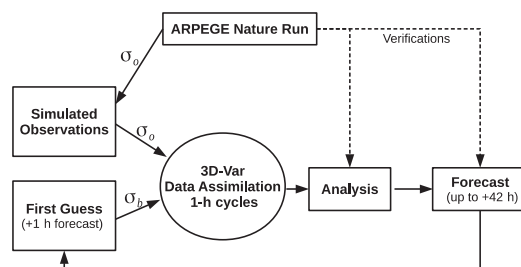 ARPEGE Nature Run
Verifications
σo
Simulated
Observations
σo
3D-Var
Data Assimilation
1-h cycles
Analysis
Forecast
(up to +42 h)
First Guess
(+1 h forecast)
σb